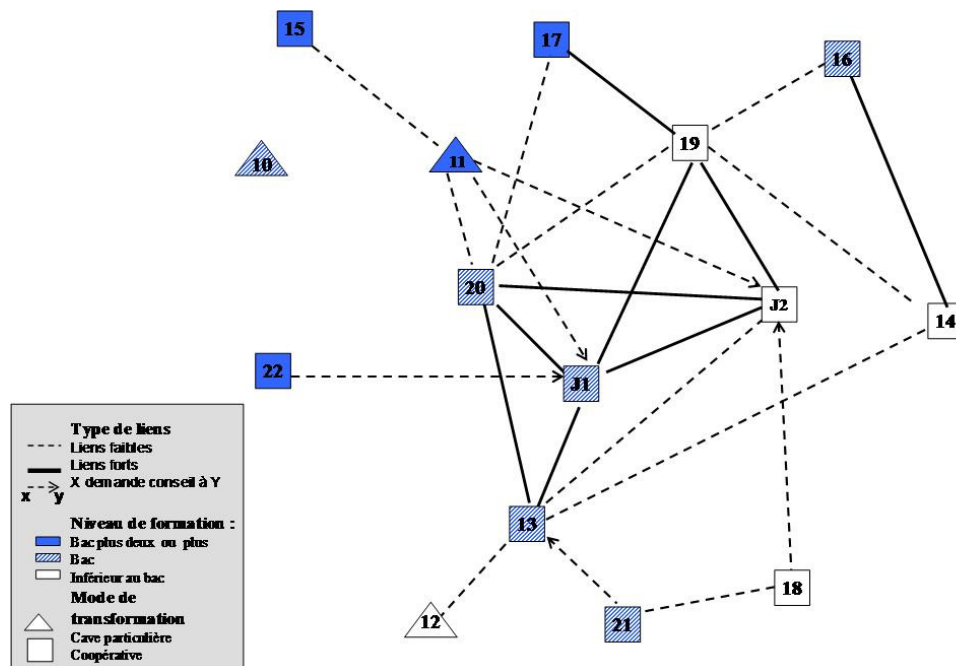 15
17
16
19
10
11
20
J2
14
22
J1
13
18
12
21
Type de liens
Liens faibles
Liens forts
X demande conseil à Y
x y
Niveau de formation :
Bac plus deux ou plus
Bac
Inférieur au bac
Mode de
transformation
Cave particulière
Coopérative